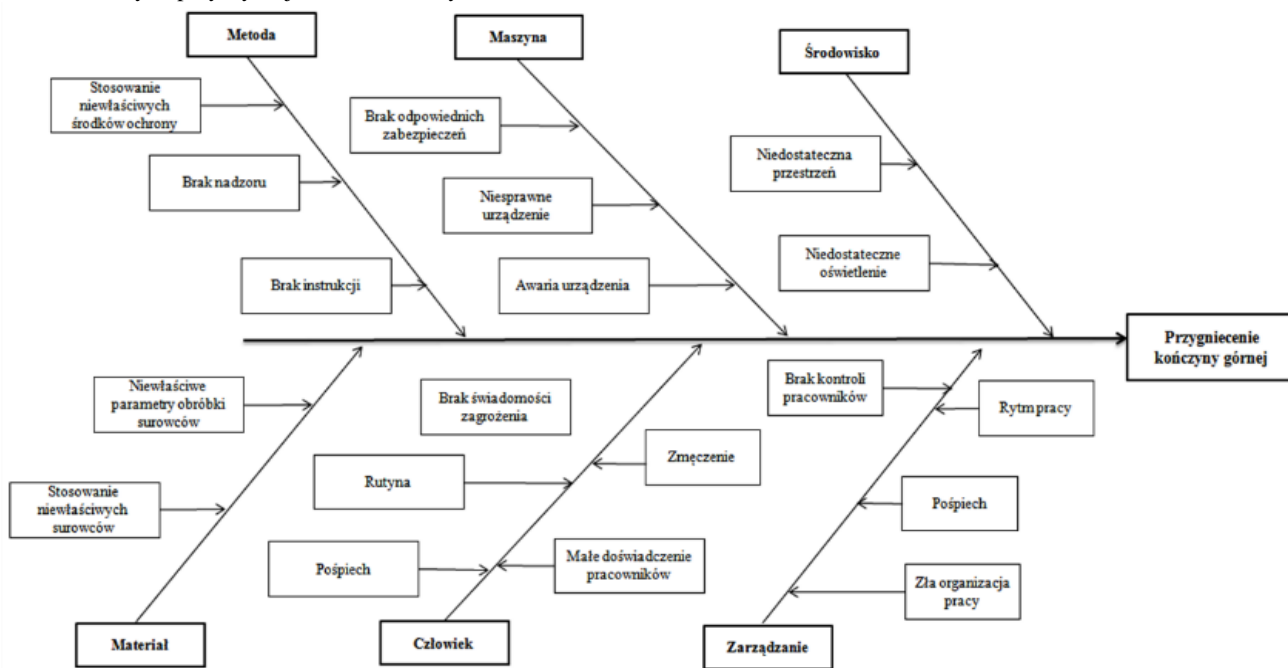 Metoda
Maszyna
Środowisko
Stosowanie
niewłaściwych
środków ochrony
Brak odpowiednich
zabezpieczeń
Niedostateczna
przestrzeń
Brak nadzoru
Niesprawne
urządzenie
Niedostateczne
oświetlenie
Brak instrukcji
Awaria urządzenia
Przygniecenie
kończyny górnej
Niewłaściwe
parametry obróbki
surowców
Brak świadomości
zagrożenia
Brak kontroli
pracowników
Rytm pracy
Zmęczenie
Rutyna
Stosowanie
niewłaściwych
surowców
Pośpiech
Pośpiech
Małe doświadczenie
pracowników
Zła organizacja
pracy
Materiał
Człowiek
Zarządzanie